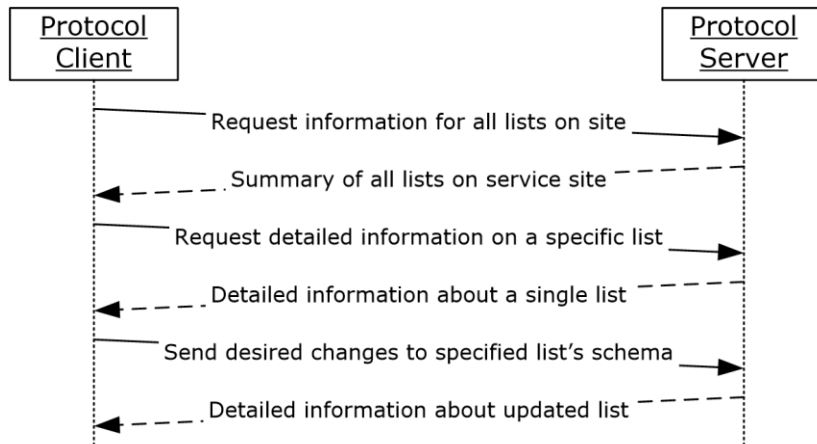 Protocol
Client
Protocol
Server
Request information for all lists on site
Summary of all lists on service site
Request detailed information on a specific list
Detailed information about a single list
Send desired changes to specified list's schema
Detailed information about updated list